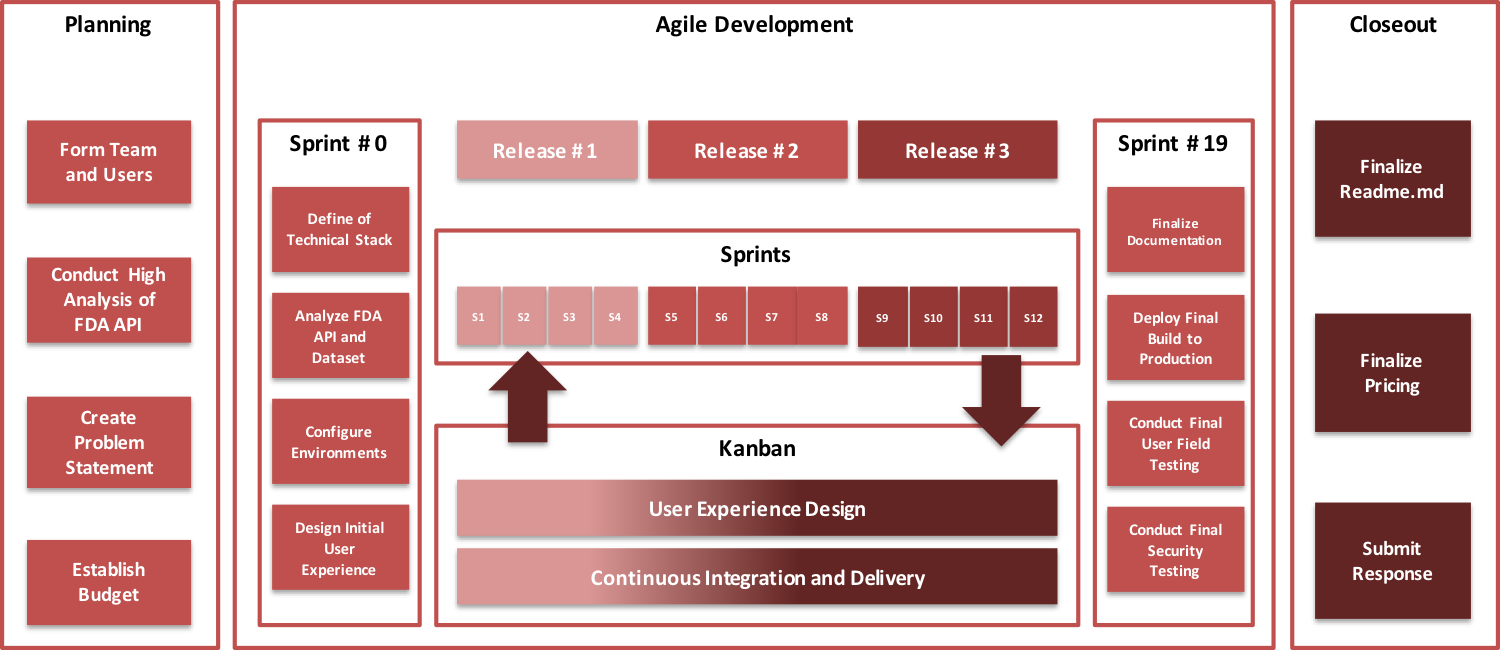 Planning
Form Team
and Users
Conduct High
Analysis of
FDA API
Create
Problem
Statement
Establish
Budget
Agile Development
Sprint # 0
Define of
Technical Stack
Analyze FDA
API and
Dataset
Configure
Environments
Design Initial
User
Experience
Release # 1
Release # 2
Release # 3
Sprints
S1
S2
S3
S4
S5
S6
S7
S8
S9
S10
S11
S12
Kanban
User Experience Design
Continuous Integration and Delivery
Sprint # 19
Finalize
Documentation
Deploy Final
Build to
Production
Conduct Final
User Field
Testing
Conduct Final
Security
Testing
Closeout
Finalize
Readme.md
Finalize
Pricing
Submit
Response